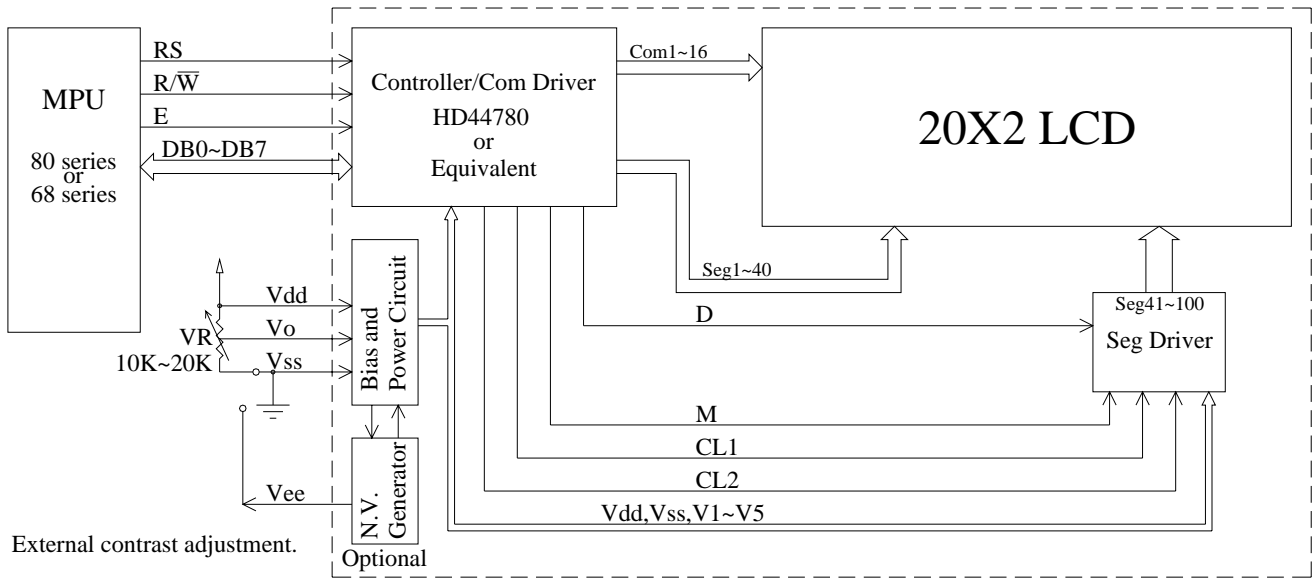 MPU
80 series
or
68 series
RS
R/W̅
E
DB0~DB7
Controller/Com Driver
HD44780
or
Equivalent
Com1~16
20X2 LCD
Seg1~40
Seg41~100
Seg Driver
D
M
CL1
CL2
Vdd,Vss,V1~V5
Vdd
Vo
VR
10K~20K
Vss
Bias and
Power Circuit
N.V.
Generator
Vee
External contrast adjustment.
Optional